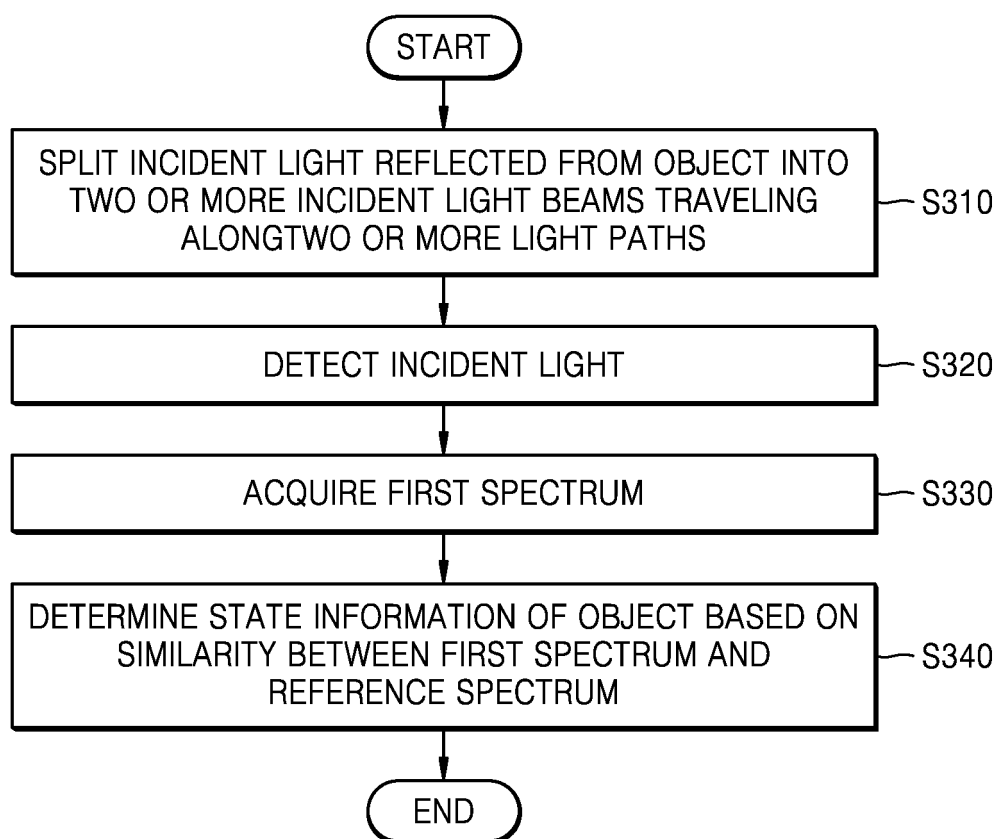 START
SPLIT INCIDENT LIGHT REFLECTED FROM OBJECT INTO
TWO OR MORE INCIDENT LIGHT BEAMS TRAVELING
ALONGTWO OR MORE LIGHT PATHS
S310
DETECT INCIDENT LIGHT
S320
ACQUIRE FIRST SPECTRUM
S330
DETERMINE STATE INFORMATION OF OBJECT BASED ON
SIMILARITY BETWEEN FIRST SPECTRUM AND
REFERENCE SPECTRUM
S340
END